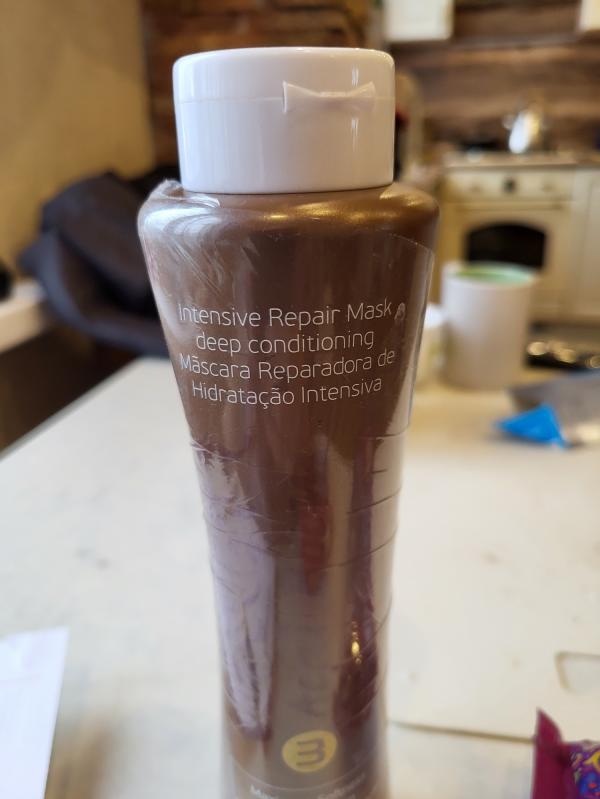 Intensive Repair Mask
deep conditioning
Máscara Reparadora de
Hidratação Intensiva